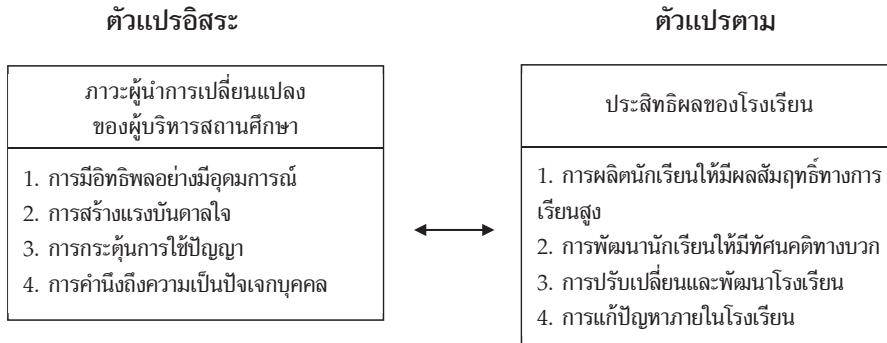 ตัวแปรอิสระ
ภาวะผู้นำการเปลี่ยนแปลง
ของผู้บริหารสถานศึกษา
1. การมีอิทธิพลอย่างมีอุดมการณ์
2. การสร้างแรงบันดาลใจ
3. การกระตุ้นการใช้ปัญญา
4. การคำนึงถึงความเป็นปัจเจกบุคคล
ตัวแปรตาม
ประสิทธิผลของโรงเรียน
1. การผลิตนักเรียนให้มีผลสัมฤทธิ์ทางการ
เรียนสูง
2. การพัฒนานักเรียนให้มีทัศนคติทางบวก
3. การปรับเปลี่ยนและพัฒนาโรงเรียน
4. การแก้ปัญหาภายในโรงเรียน